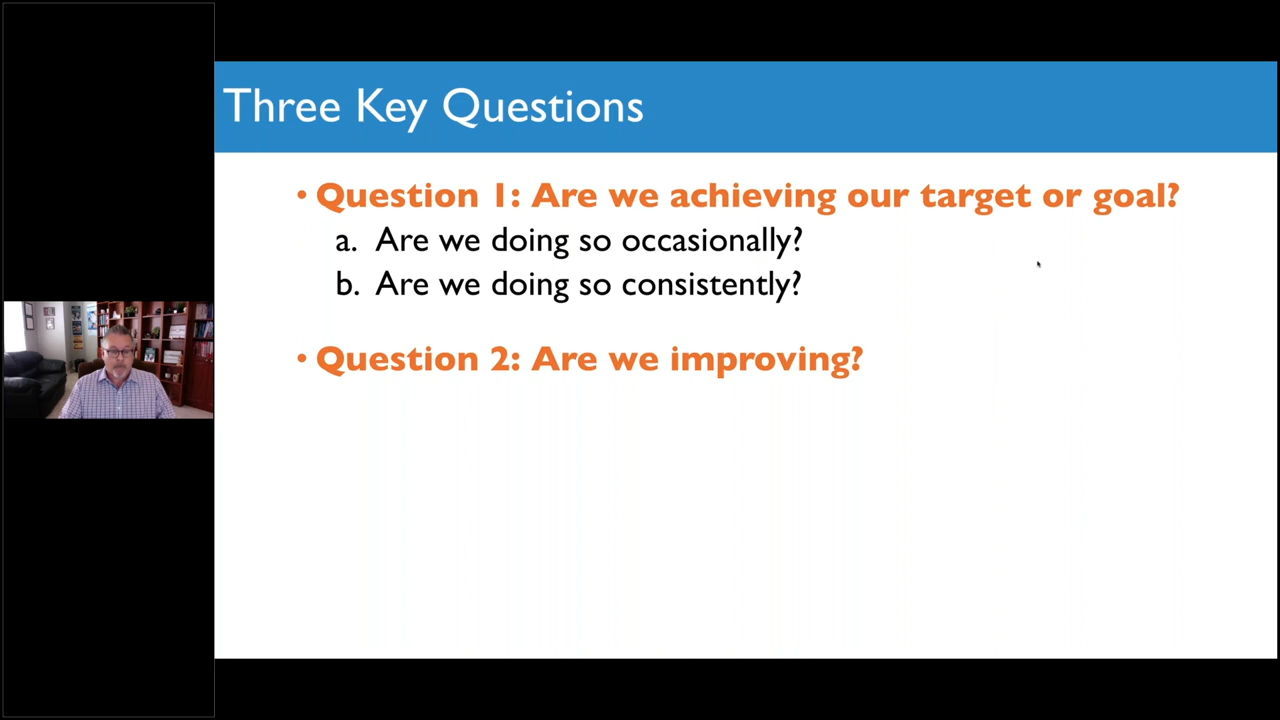 Three Key Questions
• Question 1: Are we achieving our target or goal?
a. Are we doing so occasionally?
b. Are we doing so consistently?
• Question 2: Are we improving?